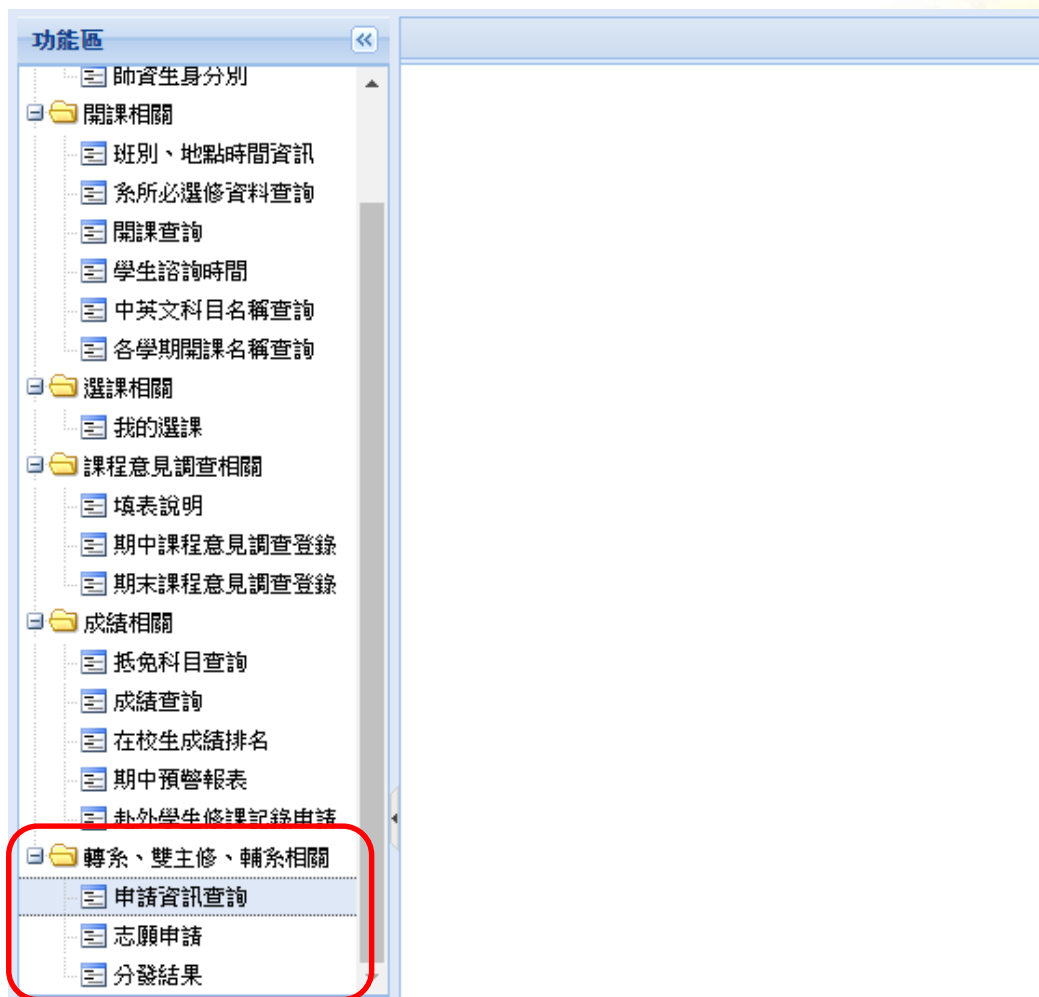 功能區
師資生身分別
開課相關
班別、地點時間資訊
系所必選修資料查詢
開課查詢
學生諮詢時間
中英文科目名稱查詢
各學期開課名稱查詢
選課相關
我的選課
課程意見調查相關
填表說明
期中課程意見調查登錄
期末課程意見調查登錄
成績相關
抵免科目查詢
成績查詢
在校生成績排名
期中預警報表
赴外學生修課記錄申請
轉系、雙主修、輔系相關
申請資訊查詢
志願申請
分發結果